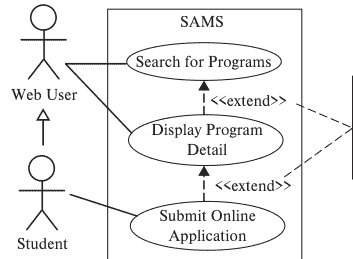 SAMS
Search for Programs
Web User
<<extend>>
Display Program
Detail
<<extend>>
Submit Online
Application
Student